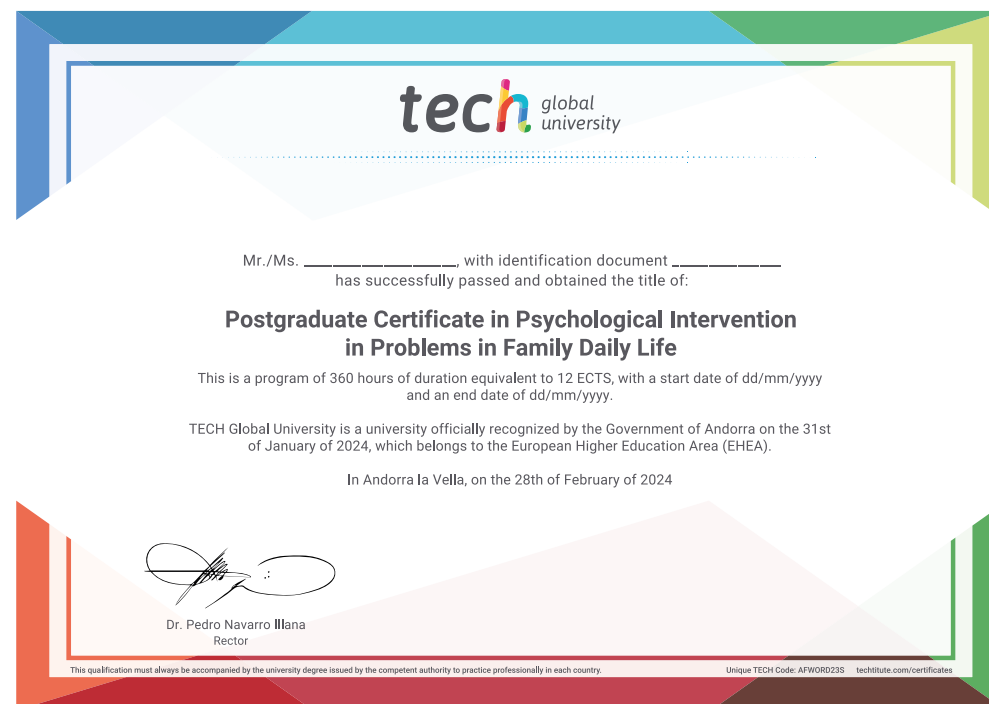 tech global
university
Mr./Ms. ____________________, with identification document ______________
has successfully passed and obtained the title of:
Postgraduate Certificate in Psychological Intervention
in Problems in Family Daily Life
This is a program of 360 hours of duration equivalent to 12 ECTS, with a start date of dd/mm/yyyy
and an end date of dd/mm/yyyy.
TECH Global University is a university officially recognized by the Government of Andorra on the 31st
of January of 2024, which belongs to the European Higher Education Area (EHEA).
In Andorra la Vella, on the 28th of February of 2024
Dr. Pedro Navarro Illana
Rector
This qualification must always be accompanied by the university degree issued by the competent authority to practice professionally in each country. Unique TECH Code: AFWORD23S techtitute.com/certificates